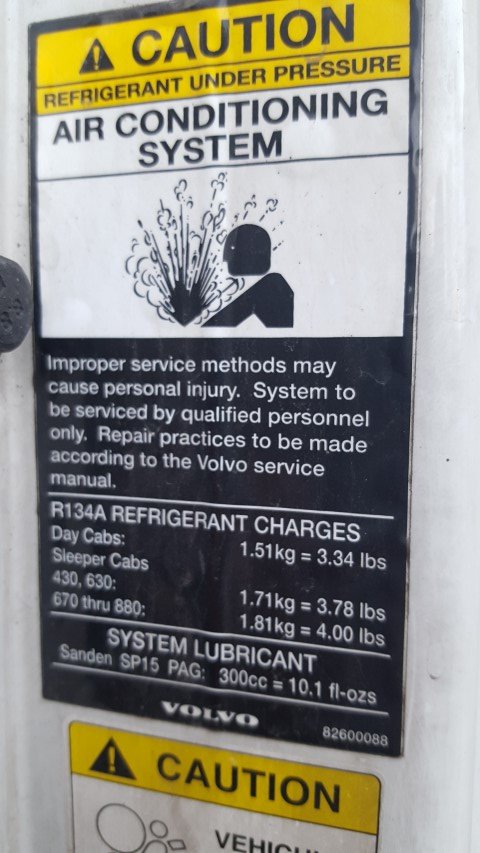 CAUTION
REFRIGERANT UNDER PRESSURE
AIR CONDITIONING
SYSTEM
Improper service methods may
cause personal injury. System to
be serviced by qualified personnel
only. Repair practices to be made
according to the Volvo service
manual.
R134A REFRIGERANT CHARGES
Day Cabs: 1.51kg = 3.34 lbs
Sleeper Cabs
430, 630: 1.71kg = 3.78 lbs
670 thru 880: 1.81kg = 4.00 lbs
SYSTEM LUBRICANT
Sanden SP15 PAG: 300cc = 10.1 fl-ozs
VOLVO
82600088
CAUTION